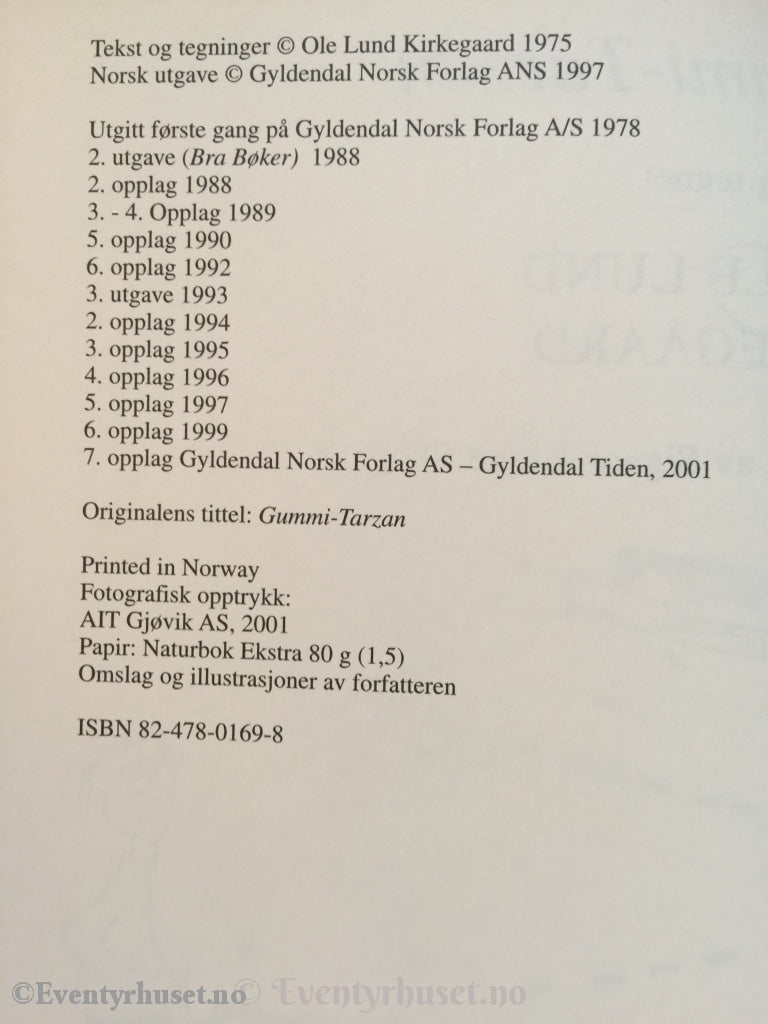 Tekst og tegninger © Ole Lund Kirkegaard 1975
Norsk utgave © Gyldendal Norsk Forlag ANS 1997
Utgitt første gang på Gyldendal Norsk Forlag A/S 1978
2. utgave (Bra Bøker) 1988
2. opplag 1988
3. - 4. Opplag 1989
5. opplag 1990
6. opplag 1992
3. utgave 1993
2. opplag 1994
3. opplag 1995
4. opplag 1996
5. opplag 1997
6. opplag 1999
7. opplag Gyldendal Norsk Forlag AS – Gyldendal Tiden, 2001
Originalens tittel: Gummi-Tarzan
Printed in Norway
Fotografisk opptrykk:
AIT Gjøvik AS, 2001
Papir: Naturbok Ekstra 80 g (1,5)
Omslag og illustrasjoner av forfatteren
ISBN 82-478-0169-8
©Eventyrhuset.no © Eventyrhuset.no